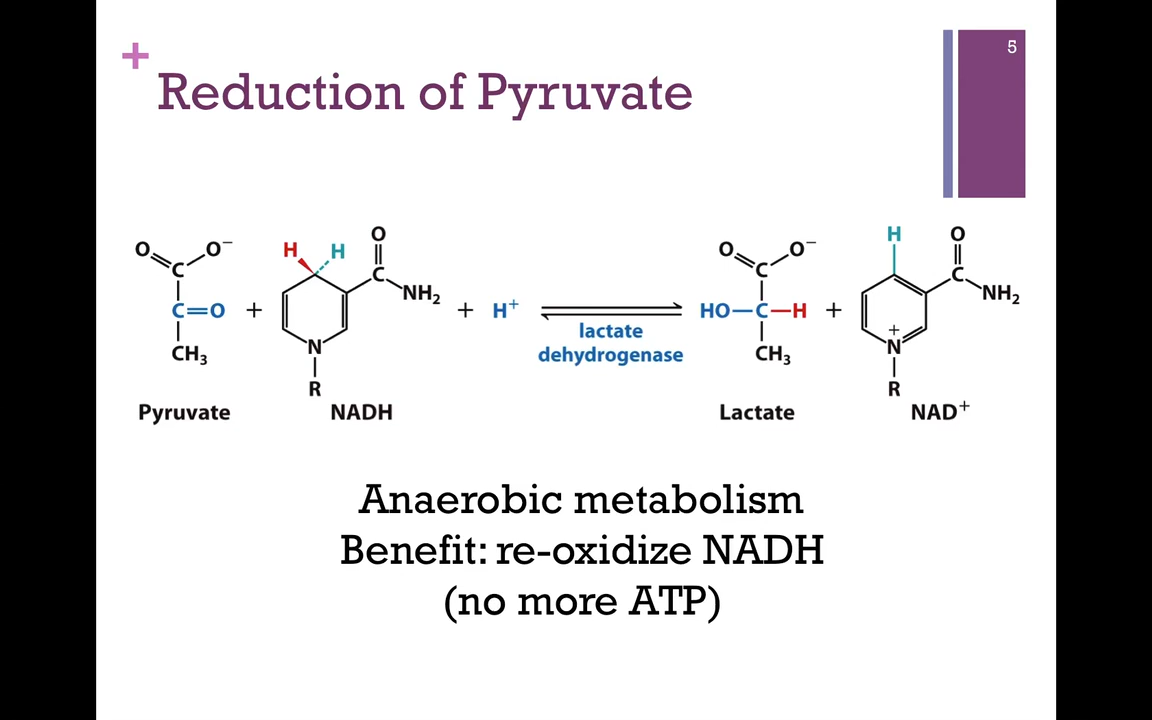 5
+
Reduction of Pyruvate
O O⁻ H H O O O⁻ H O
C C C C
C=O + NH₂ + H⁺ HO—C—H + NH₂
lactate
dehydrogenase
CH₃ N CH₃ +N
R R
Pyruvate NADH Lactate NAD⁺
Anaerobic metabolism
Benefit: re-oxidize NADH
(no more ATP)